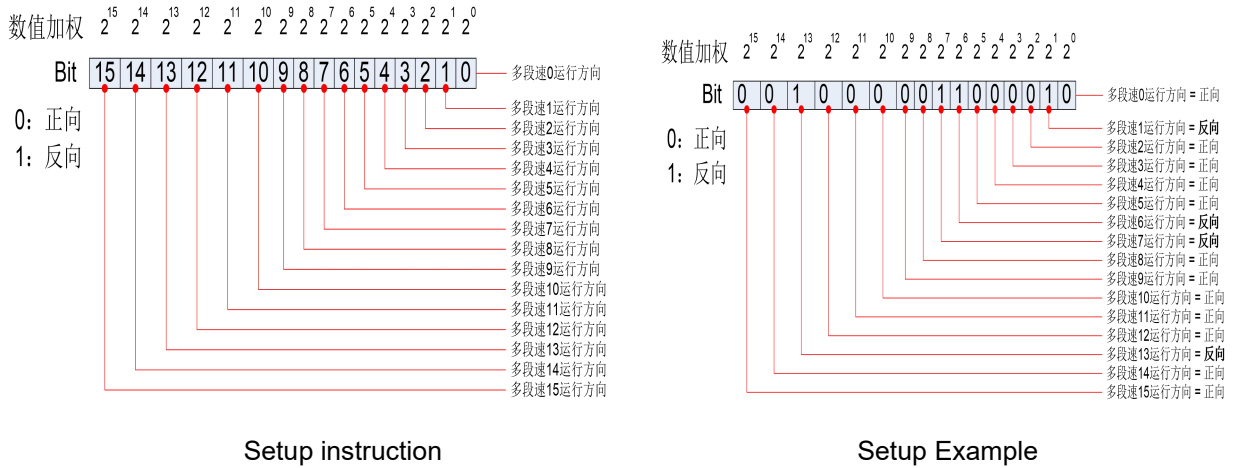 数值加权 2^15 2^14 2^13 2^12 2^11 2^10 2^9 2^8 2^7 2^6 2^5 2^4 2^3 2^2 2^1 2^0
Bit 15 14 13 12 11 10 9 8 7 6 5 4 3 2 1 0 多段速0运行方向
0: 正向
1: 反向
多段速1运行方向
多段速2运行方向
多段速3运行方向
多段速4运行方向
多段速5运行方向
多段速6运行方向
多段速7运行方向
多段速8运行方向
多段速9运行方向
多段速10运行方向
多段速11运行方向
多段速12运行方向
多段速13运行方向
多段速14运行方向
多段速15运行方向
Setup instruction
数值加权 2^15 2^14 2^13 2^12 2^11 2^10 2^9 2^8 2^7 2^6 2^5 2^4 2^3 2^2 2^1 2^0
Bit 0 0 1 0 0 0 0 0 1 1 0 0 0 0 1 0 多段速0运行方向 = 正向
0: 正向
1: 反向
多段速1运行方向 = 反向
多段速2运行方向 = 正向
多段速3运行方向 = 正向
多段速4运行方向 = 正向
多段速5运行方向 = 正向
多段速6运行方向 = 反向
多段速7运行方向 = 反向
多段速8运行方向 = 正向
多段速9运行方向 = 正向
多段速10运行方向 = 正向
多段速11运行方向 = 正向
多段速12运行方向 = 正向
多段速13运行方向 = 反向
多段速14运行方向 = 正向
多段速15运行方向 = 正向
Setup Example